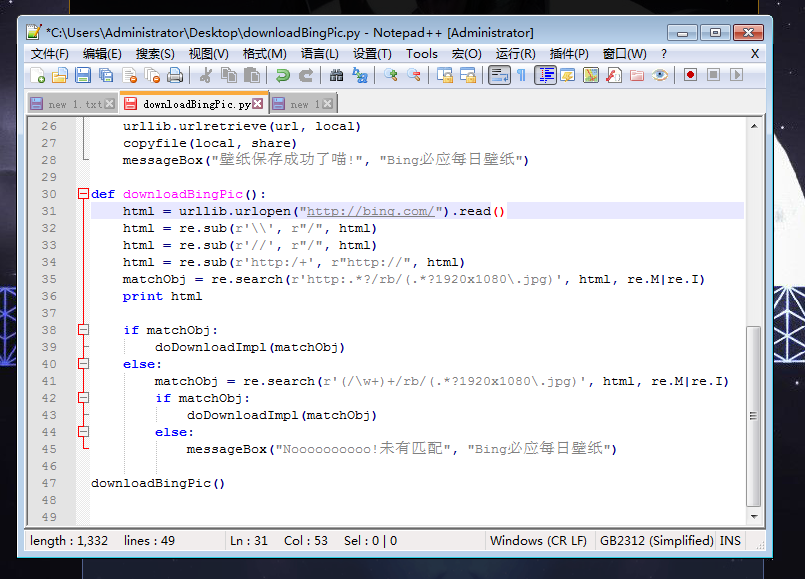 *C:\Users\Administrator\Desktop\downloadBingPic.py - Notepad++ [Administrator]
文件(F) 编辑(E) 搜索(S) 视图(V) 格式(M) 语言(L) 设置(T) Tools 宏(O) 运行(R) 插件(P) 窗口(W) ? X
new 1.txt downloadBingPic.py new 1
26 urllib.urlretrieve(url, local)
27 copyfile(local, share)
28 messageBox("壁纸保存成功了喵!", "Bing必应每日壁纸")
29
30 def downloadBingPic():
31 html = urllib.urlopen("http://bing.com/").read()
32 html = re.sub(r'\\', r"/", html)
33 html = re.sub(r'//', r"/", html)
34 html = re.sub(r'http:/+', r"http://", html)
35 matchObj = re.search(r'http:.*?/rb/(.*?1920x1080\.jpg)', html, re.M|re.I)
36 print html
37
38 if matchObj:
39 doDownloadImpl(matchObj)
40 else:
41 matchObj = re.search(r'(/\w+)+/rb/(.*?1920x1080\.jpg)', html, re.M|re.I)
42 if matchObj:
43 doDownloadImpl(matchObj)
44 else:
45 messageBox("Noooooooooo!未有匹配", "Bing必应每日壁纸")
46
47 downloadBingPic()
48
49
length : 1,332 lines : 49 Ln : 31 Col : 53 Sel : 0 | 0 Windows (CR LF) GB2312 (Simplified) INS